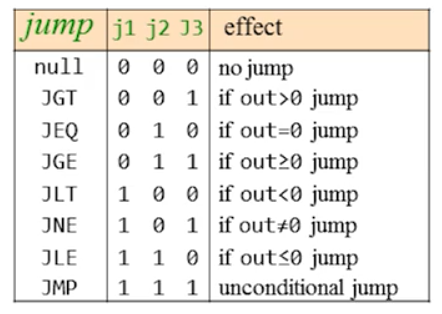 jump j1 j2 J3 effect
null 0 0 0 no jump
JGT 0 0 1 if out>0 jump
JEQ 0 1 0 if out=0 jump
JGE 0 1 1 if out≥0 jump
JLT 1 0 0 if out<0 jump
JNE 1 0 1 if out≠0 jump
JLE 1 1 0 if out≤0 jump
JMP 1 1 1 unconditional jump